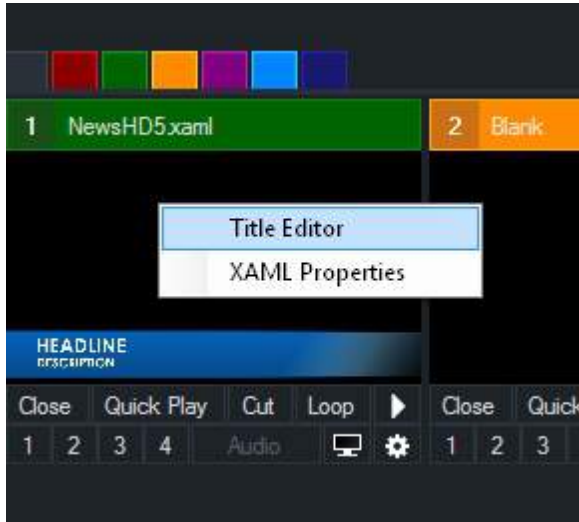 1 NewsHD5.xaml 2 Blank
Title Editor
XAML Properties
HEADLINE
DESCRIPTION
Close Quick Play Cut Loop Close Quick
1 2 3 4 Audio 1 2 3